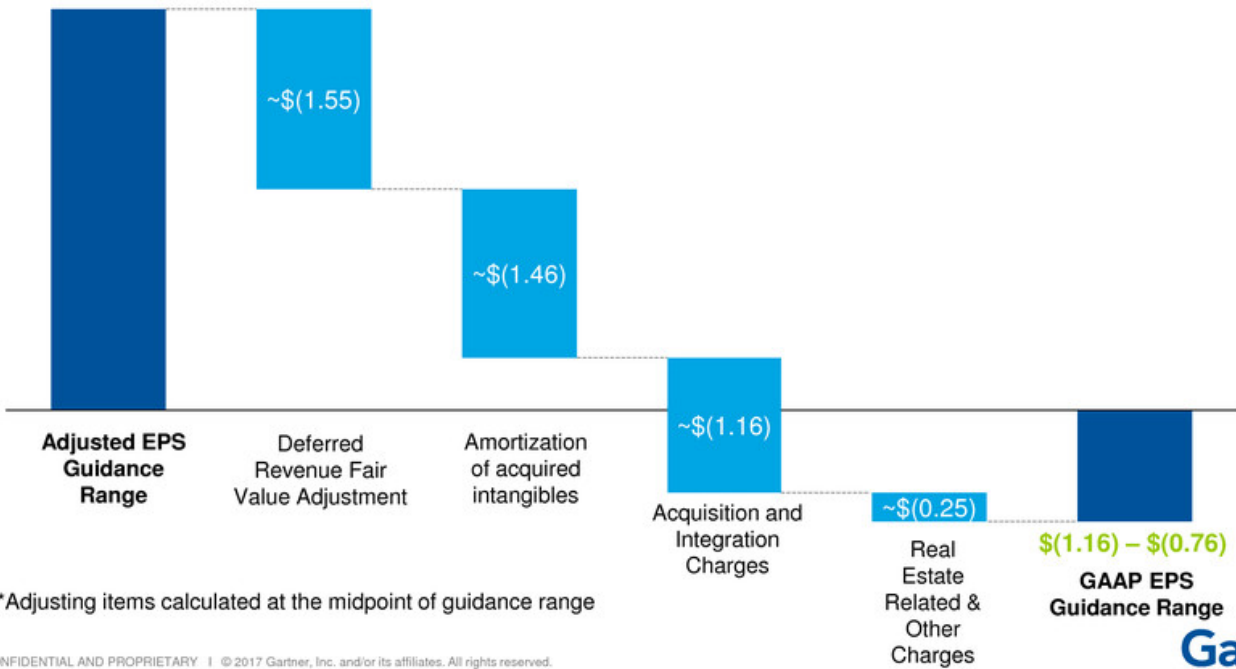 ~$(1.55)
~$(1.46)
~$(1.16)
~$(0.25)
Adjusted EPS
Guidance
Range
Deferred
Revenue Fair
Value Adjustment
Amortization
of acquired
intangibles
Acquisition and
Integration
Charges
Real
Estate
Related &
Other
Charges
$(1.16) – $(0.76)
GAAP EPS
Guidance Range
*Adjusting items calculated at the midpoint of guidance range
NFIDENTIAL AND PROPRIETARY I © 2017 Gartner, Inc. and/or its affiliates. All rights reserved.
Ga